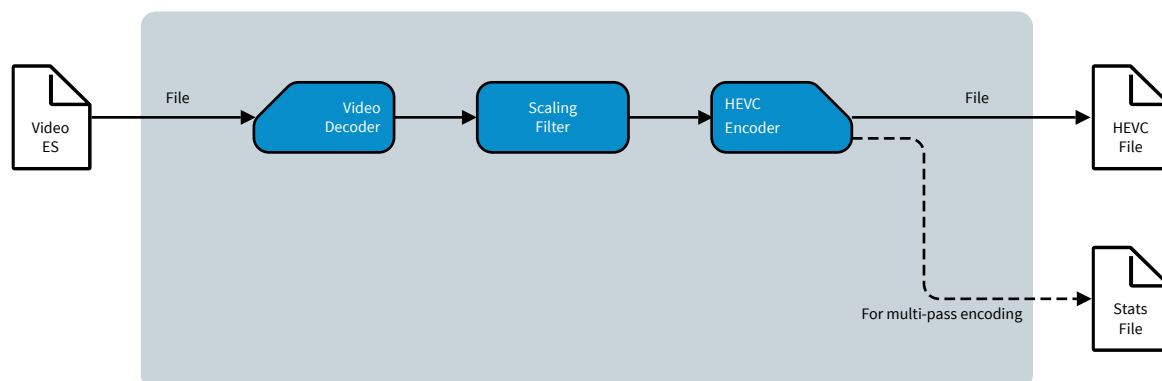 Video
ES
File
Video
Decoder
Scaling
Filter
HEVC
Encoder
File
HEVC
File
For multi-pass encoding
Stats
File